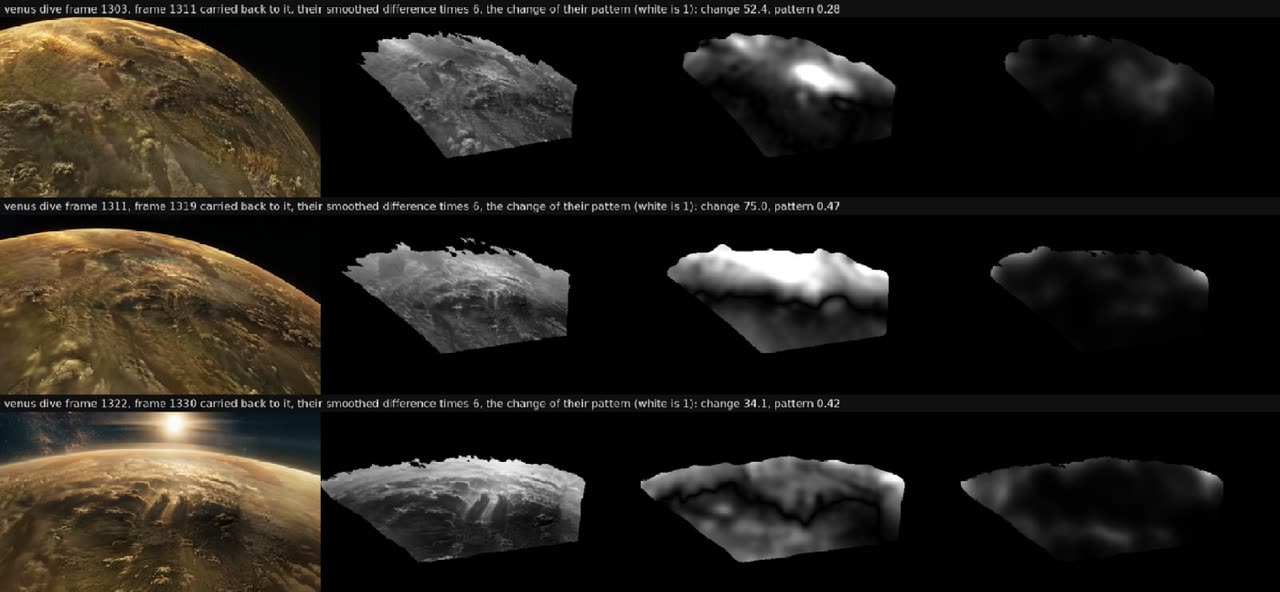 venus dive frame 1303, frame 1311 carried back to it, their smoothed difference times 6, the change of their pattern (white is 1): change 52.4, pattern 0.28
venus dive frame 1311, frame 1319 carried back to it, their smoothed difference times 6, the change of their pattern (white is 1): change 75.0, pattern 0.47
venus dive frame 1322, frame 1330 carried back to it, their smoothed difference times 6, the change of their pattern (white is 1): change 34.1, pattern 0.42